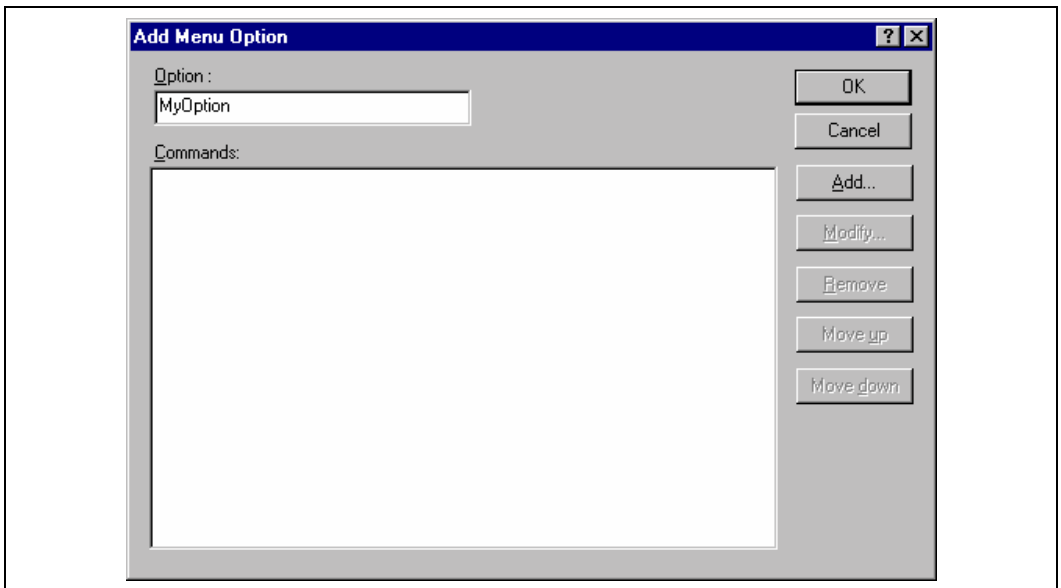 Add Menu Option
Option :
MyOption
Commands:
OK
Cancel
Add...
Modify...
Remove
Move up
Move down